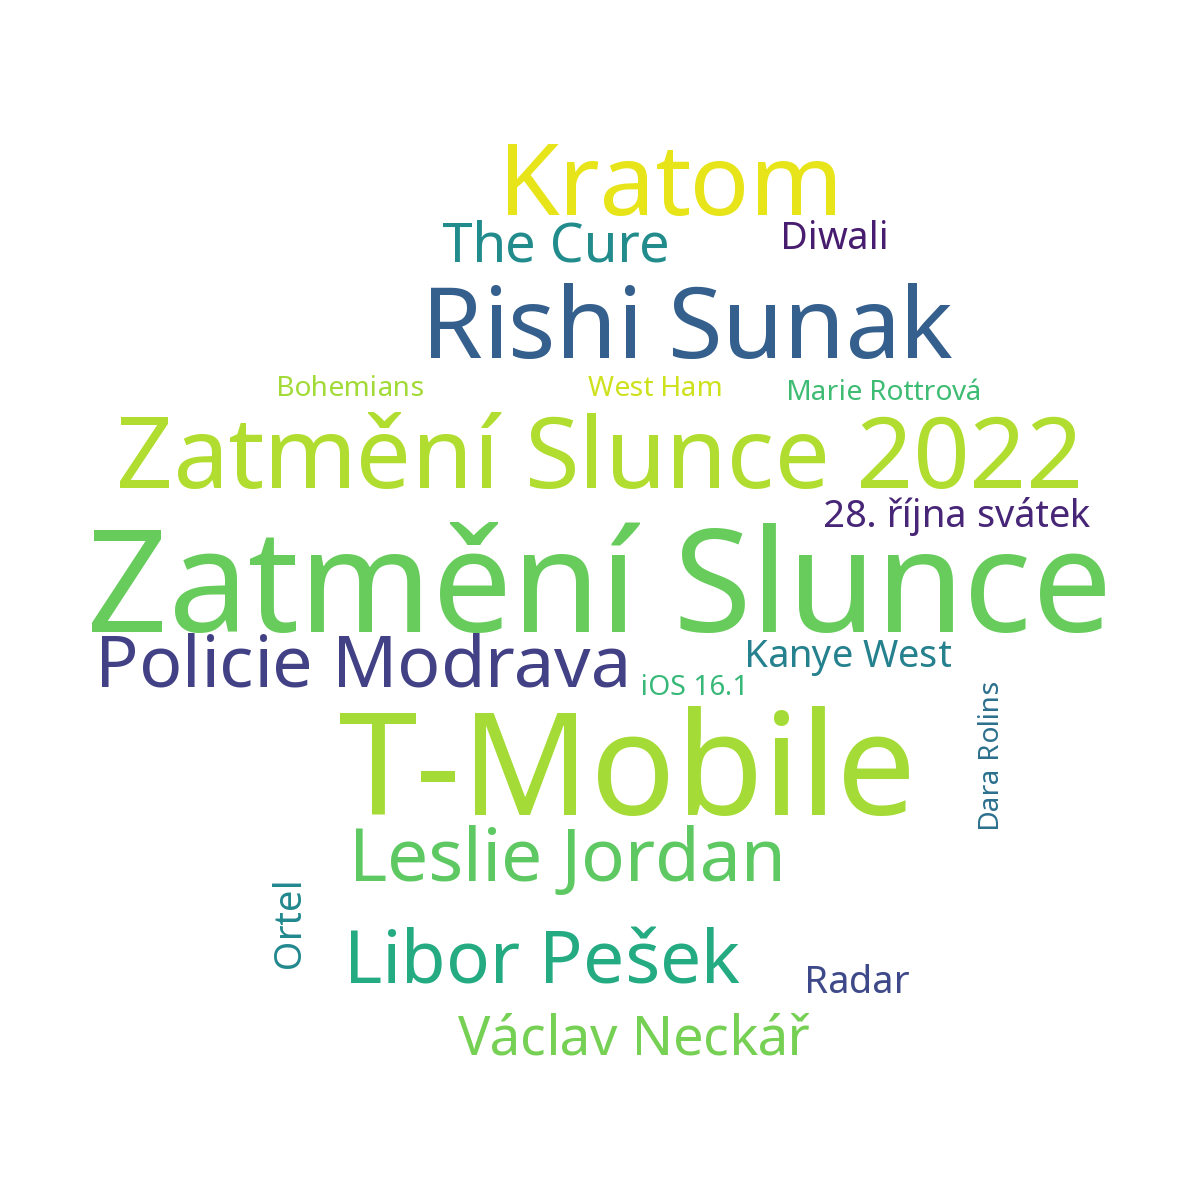 Kratom
The Cure
Diwali
Rishi Sunak
Bohemians
West Ham
Marie Rottrová
Zatmění Slunce 2022
28. října svátek
Zatmění Slunce
Policie Modrava
Kanye West
iOS 16.1
Dara Rolins
T-Mobile
Leslie Jordan
Ortel
Libor Pešek
Radar
Václav Neckář